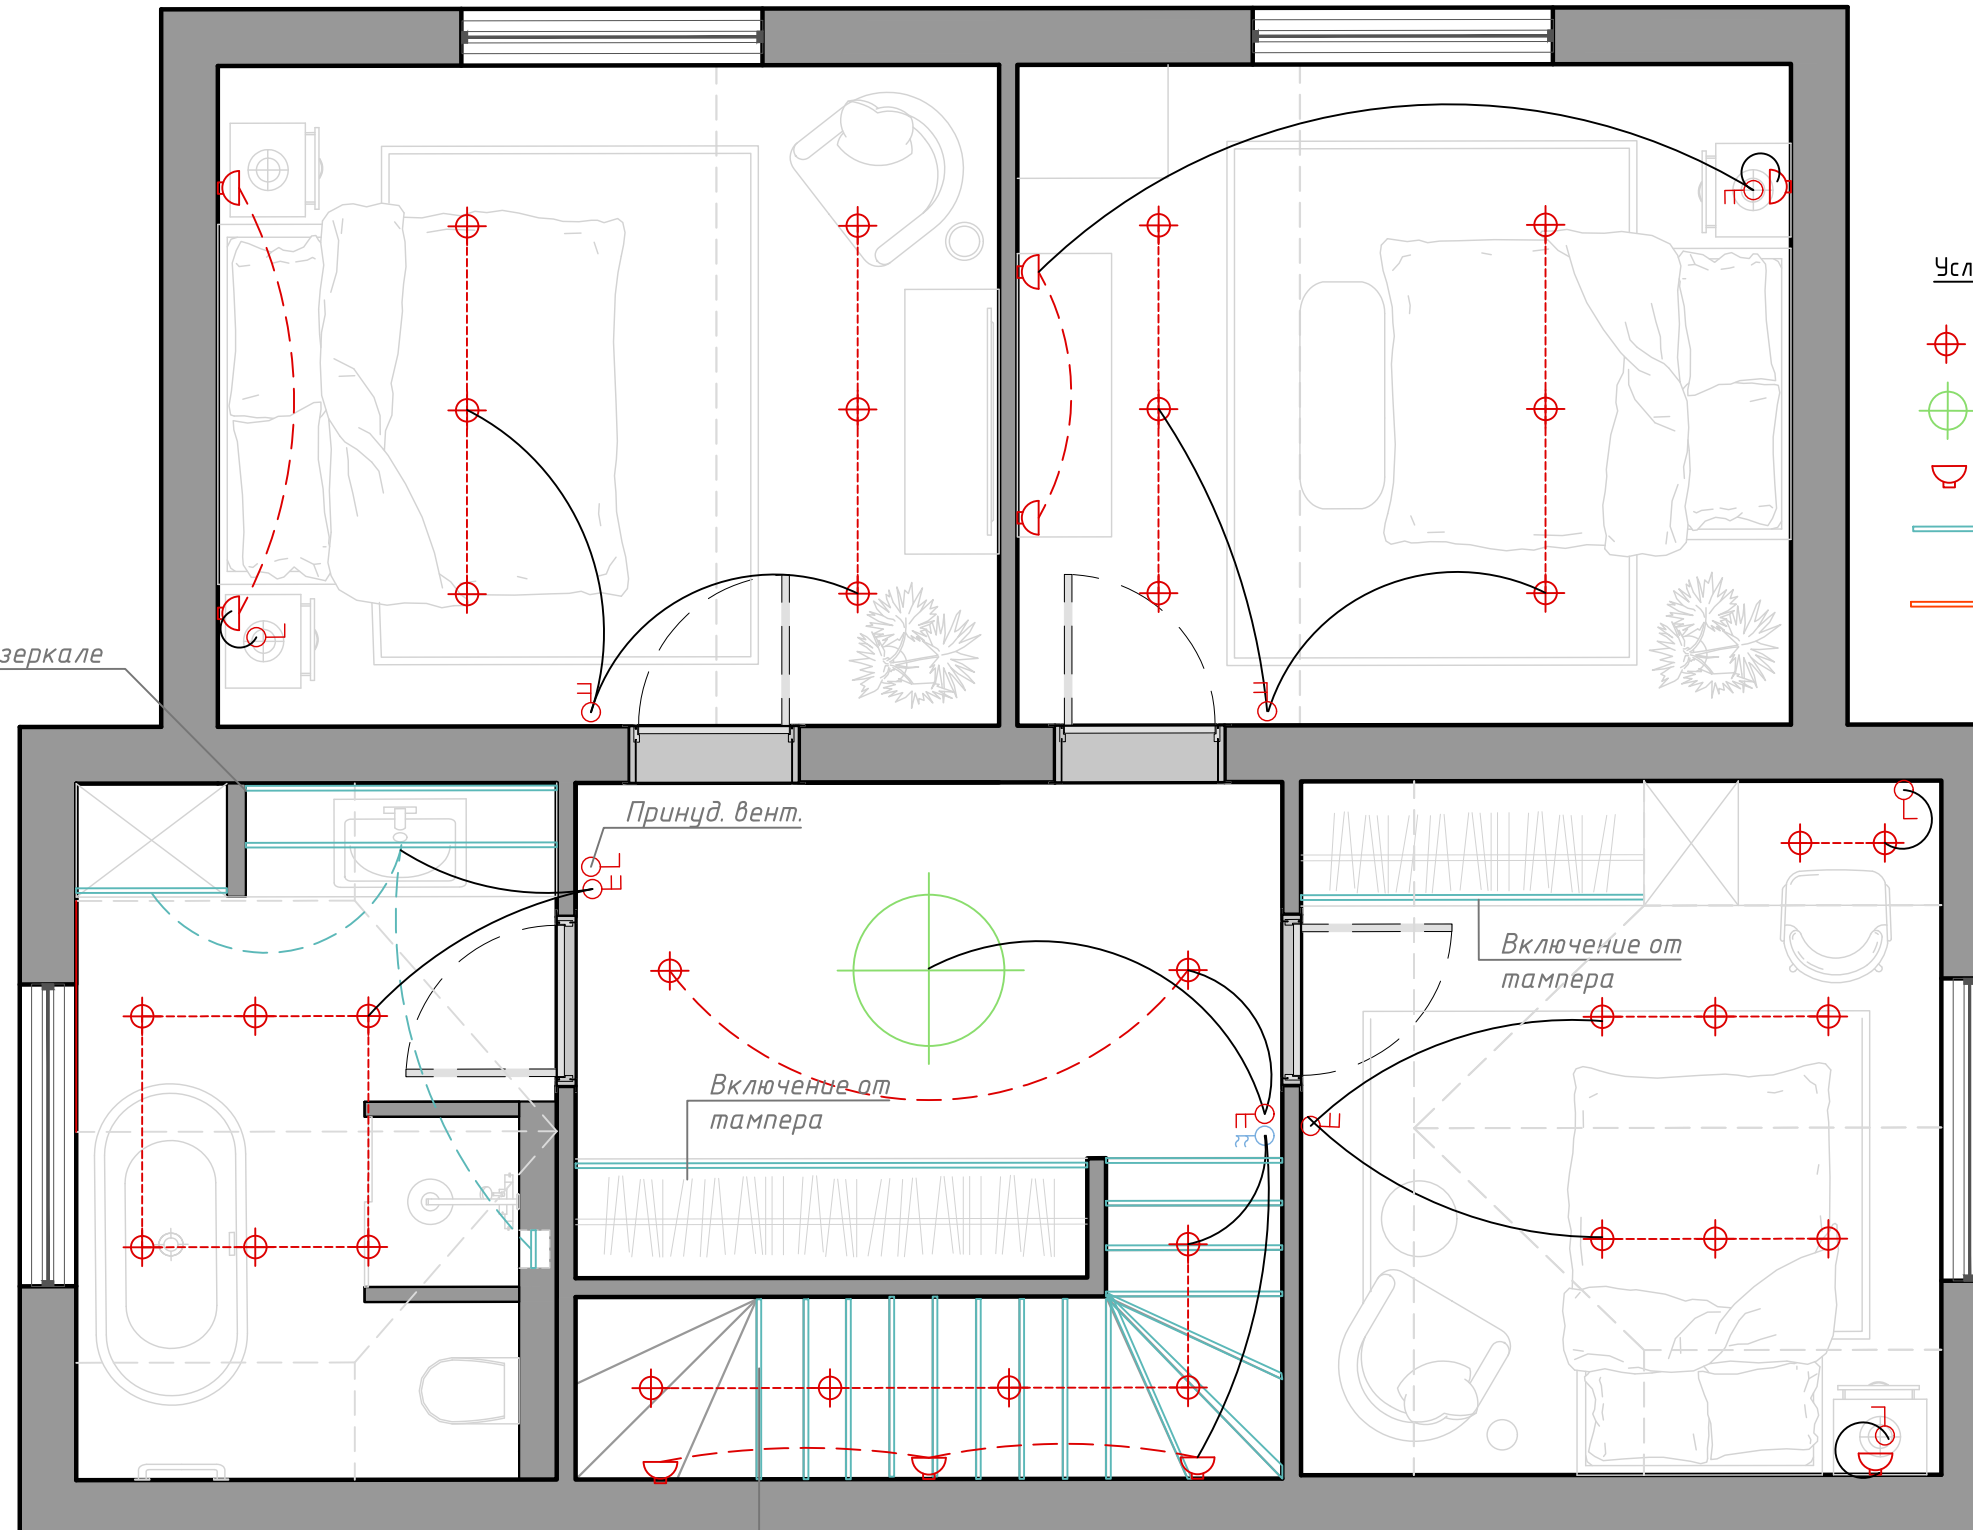 Усл
зеркале
Принуд. вент.
Включение от
тампера
Включение от
тампера